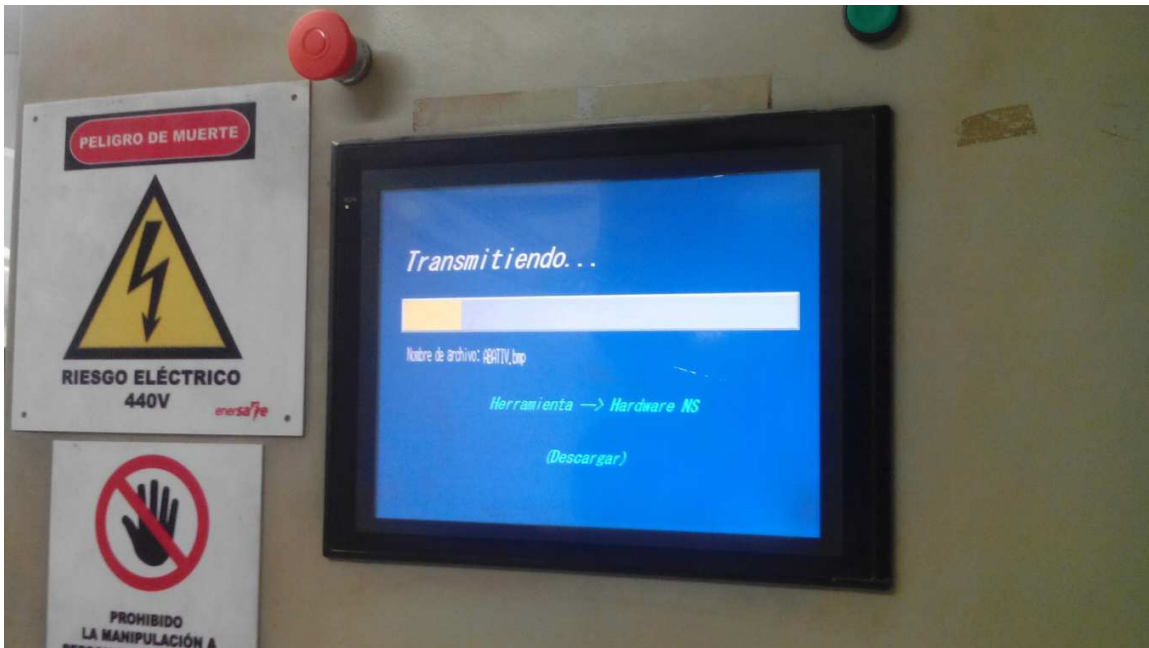 PELIGRO DE MUERTE
RIESGO ELÉCTRICO
440V
Transmitiendo...
Nombre de archivo: ABATIV.bmp
Herramienta --> Hardware NS
(Descargar)
PROHIBIDO
LA MANIPULACIÓN A